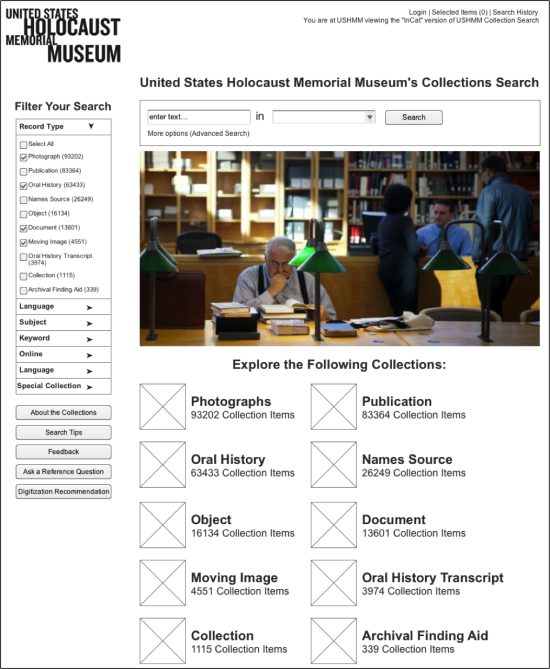 UNITED STATES
HOLOCAUST
MEMORIAL
MUSEUM
Login | Selected Items (0) | Search History
You are at USHMM viewing the "InCat" version of USHMM Collection Search
United States Holocaust Memorial Museum's Collections Search
Filter Your Search
Record Type
Select All
Photograph (93202)
Publication (83364)
Oral History (63433)
Names Source (26249)
Object (16134)
Document (13601)
Moving Image (4551)
Oral History Transcript
(3974)
Collection (1115)
Archival Finding Aid (339)
Language
Subject
Keyword
Online
Language
Special Collection
About the Collections
Search Tips
Feedback
Ask a Reference Question
Digitization Recommendation
enter text... in Search
More options (Advanced Search)
Explore the Following Collections:
Photographs
93202 Collection Items
Publication
83364 Collection Items
Oral History
63433 Collection Items
Names Source
26249 Collection Items
Object
16134 Collection Items
Document
13601 Collection Items
Moving Image
4551 Collection Items
Oral History Transcript
3974 Collection Items
Collection
1115 Collection Items
Archival Finding Aid
339 Collection Items